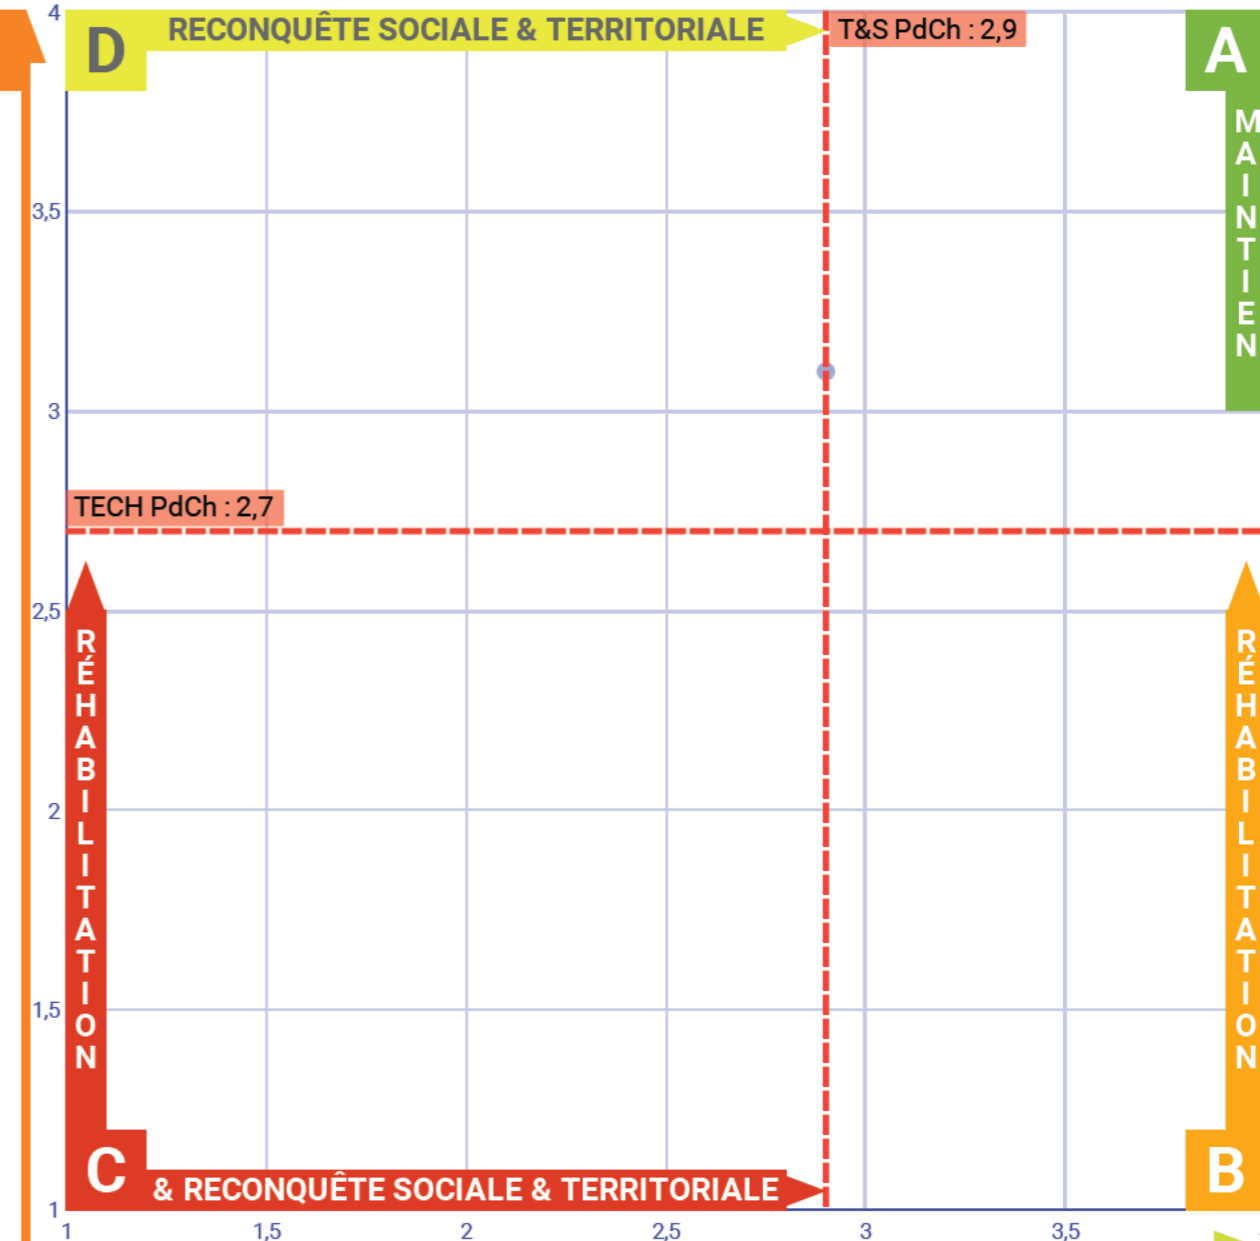 4
D
RECONQUÊTE SOCIALE & TERRITORIALE
T&S PdCh : 2,9
A
MAINTIEN
3,5
3
TECH PdCh : 2,7
2,5
RÉHABILITATION
RÉHABILITATION
2
1,5
C
& RECONQUÊTE SOCIALE & TERRITORIALE
B
1
1
1,5
2
2,5
3
3,5